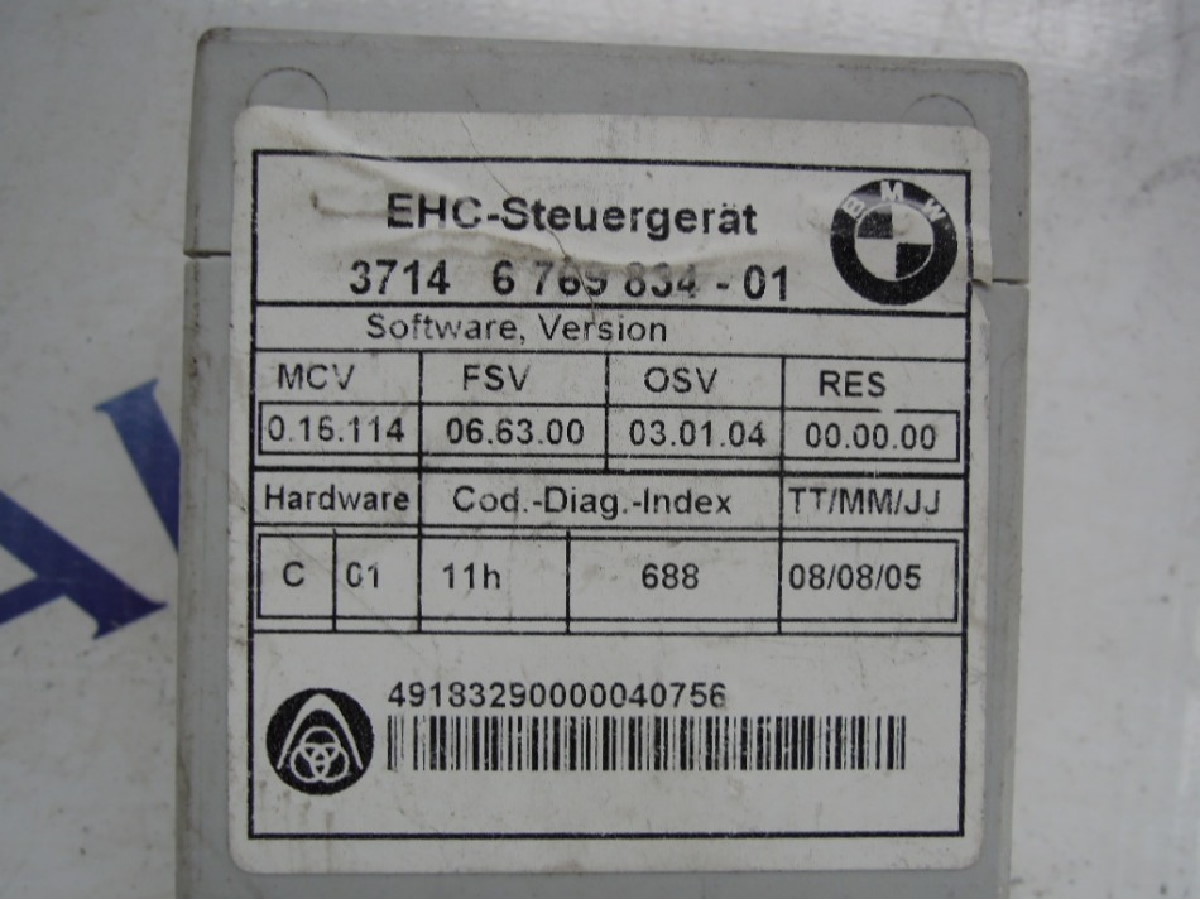 EHC-Steuergerät
BMW
3714 6 769 834 - 01
Software, Version
MCV FSV OSV RES
0.16.114 06.63.00 03.01.04 00.00.00
Hardware Cod.-Diag.-Index TT/MM/JJ
C 01 11h 688 08/08/05
49183290000040756